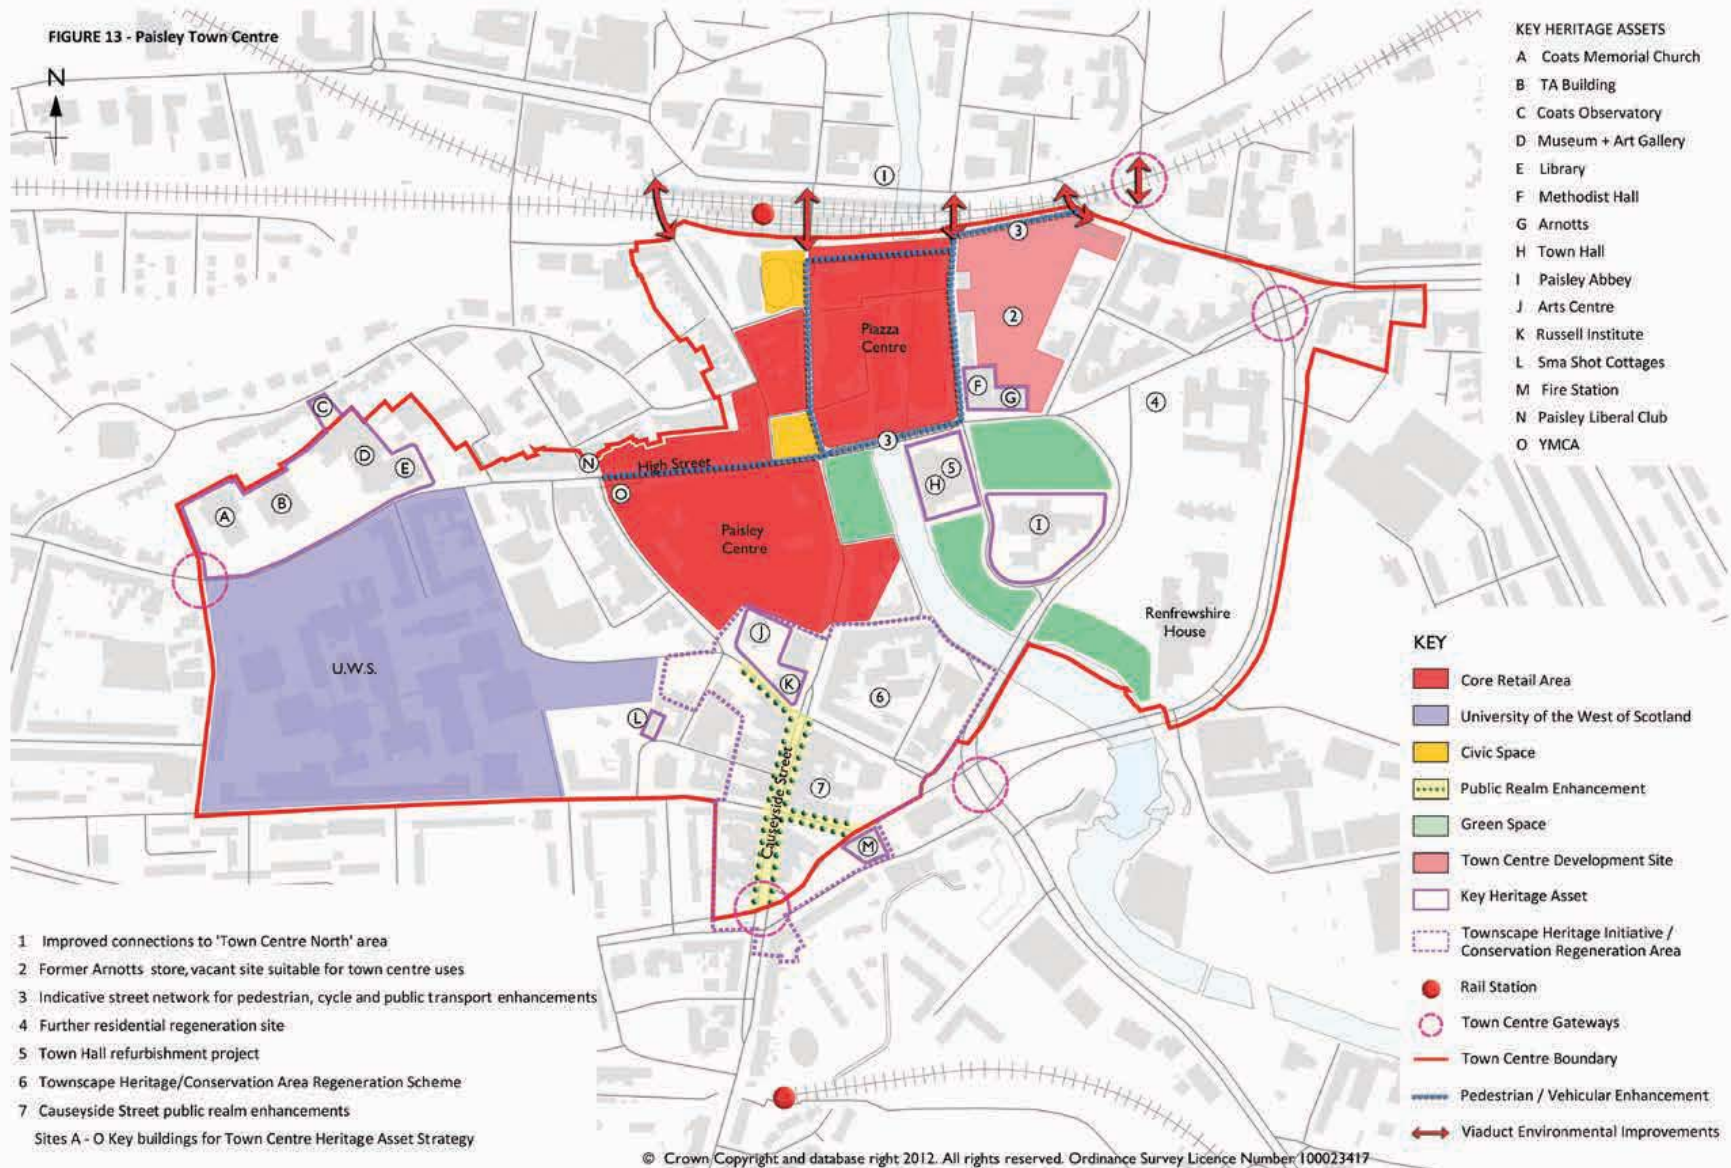 FIGURE 13 - Paisley Town Centre
N
KEY HERITAGE ASSETS
A Coats Memorial Church
B TA Building
C Coats Observatory
D Museum + Art Gallery
E Library
F Methodist Hall
G Arnotts
H Town Hall
I Paisley Abbey
J Arts Centre
K Russell Institute
L Sma Shot Cottages
M Fire Station
N Paisley Liberal Club
O YMCA
1
3
2
Piazza
Centre
F
G
4
C
D
E
N
High Street
3
O
S
H
A
B
I
Paisley
Centre
U.W.S.
J
K
L
6
7
Causeyside Street
M
Renfrewshire
House
KEY
Core Retail Area
University of the West of Scotland
Civic Space
Public Realm Enhancement
Green Space
Town Centre Development Site
Key Heritage Asset
Townscape Heritage Initiative /
Conservation Regeneration Area
Rail Station
Town Centre Gateways
Town Centre Boundary
Pedestrian / Vehicular Enhancement
Viaduct Environmental Improvements
1 Improved connections to 'Town Centre North' area
2 Former Arnotts store, vacant site suitable for town centre uses
3 Indicative street network for pedestrian, cycle and public transport enhancements
4 Further residential regeneration site
5 Town Hall refurbishment project
6 Townscape Heritage/Conservation Area Regeneration Scheme
7 Causeyside Street public realm enhancements
Sites A - O Key buildings for Town Centre Heritage Asset Strategy
© Crown Copyright and database right 2012. All rights reserved. Ordinance Survey Licence Number 100023417